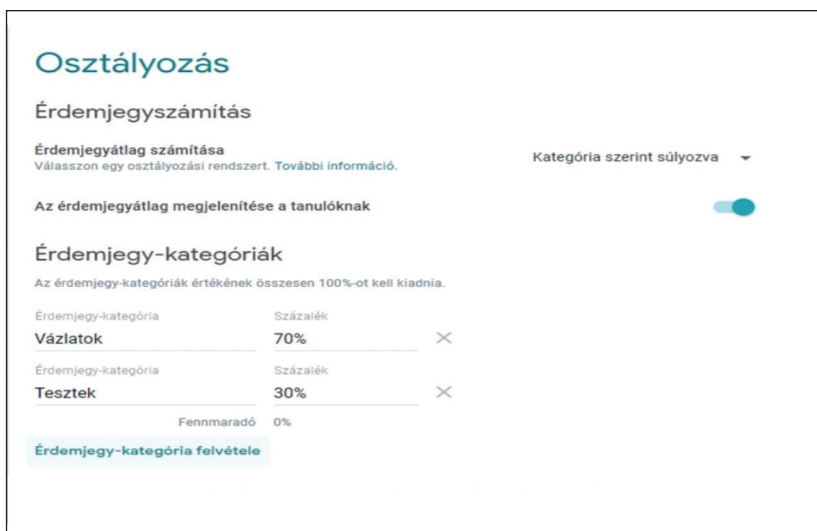 Osztályozás
Érdemjegyszámítás
Érdemjegyátlag számítása
Válasszon egy osztályozási rendszert. További információ.
Kategória szerint súlyozva
Az érdemjegyátlag megjelenítése a tanulóknak
Érdemjegy-kategóriák
Az érdemjegy-kategóriák értékének összesen 100%-ot kell kiadnia.
Érdemjegy-kategória Százalék
Vázlatok 70%
Érdemjegy-kategória Százalék
Tesztek 30%
Fennmaradó 0%
Érdemjegy-kategória felvétele